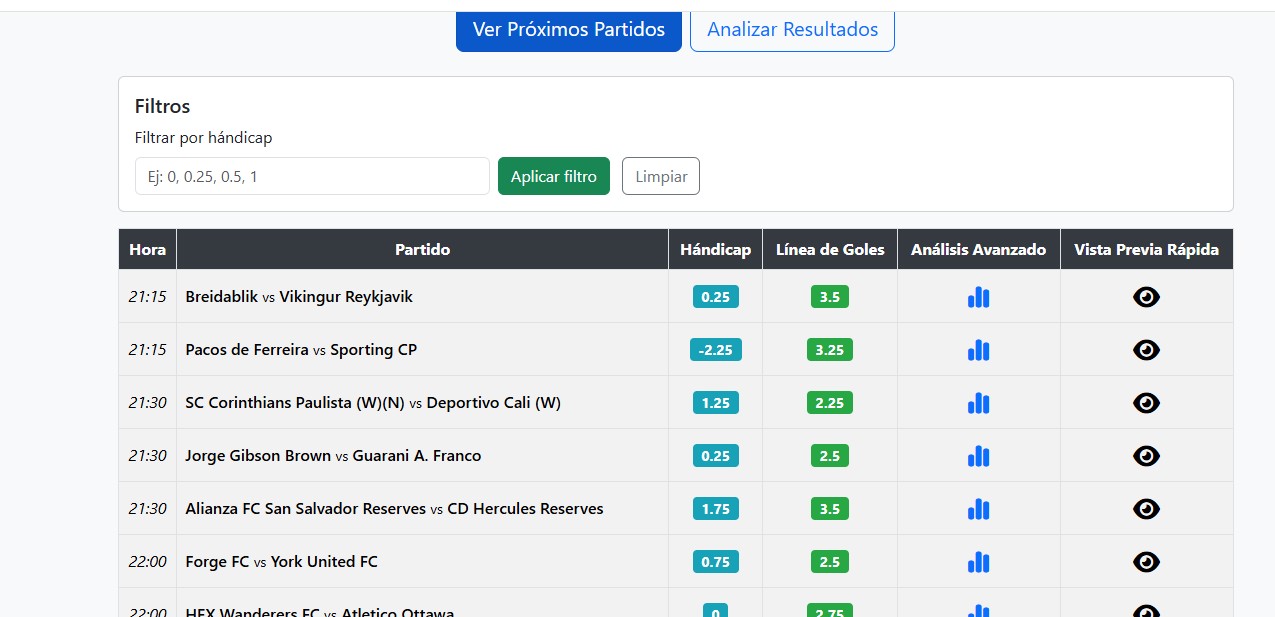 Ver Próximos Partidos Analizar Resultados
Filtros
Filtrar por hándicap
Ej: 0, 0.25, 0.5, 1 Aplicar filtro Limpiar
Hora Partido Hándicap Línea de Goles Análisis Avanzado Vista Previa Rápida
21:15 Breidablik vs Vikingur Reykjavik 0.25 3.5
21:15 Pacos de Ferreira vs Sporting CP -2.25 3.25
21:30 SC Corinthians Paulista (W)(N) vs Deportivo Cali (W) 1.25 2.25
21:30 Jorge Gibson Brown vs Guarani A. Franco 0.25 2.5
21:30 Alianza FC San Salvador Reserves vs CD Hercules Reserves 1.75 3.5
22:00 Forge FC vs York United FC 0.75 2.5
22:00 HFX Wanderers FC vs Atletico Ottawa 0 2.75